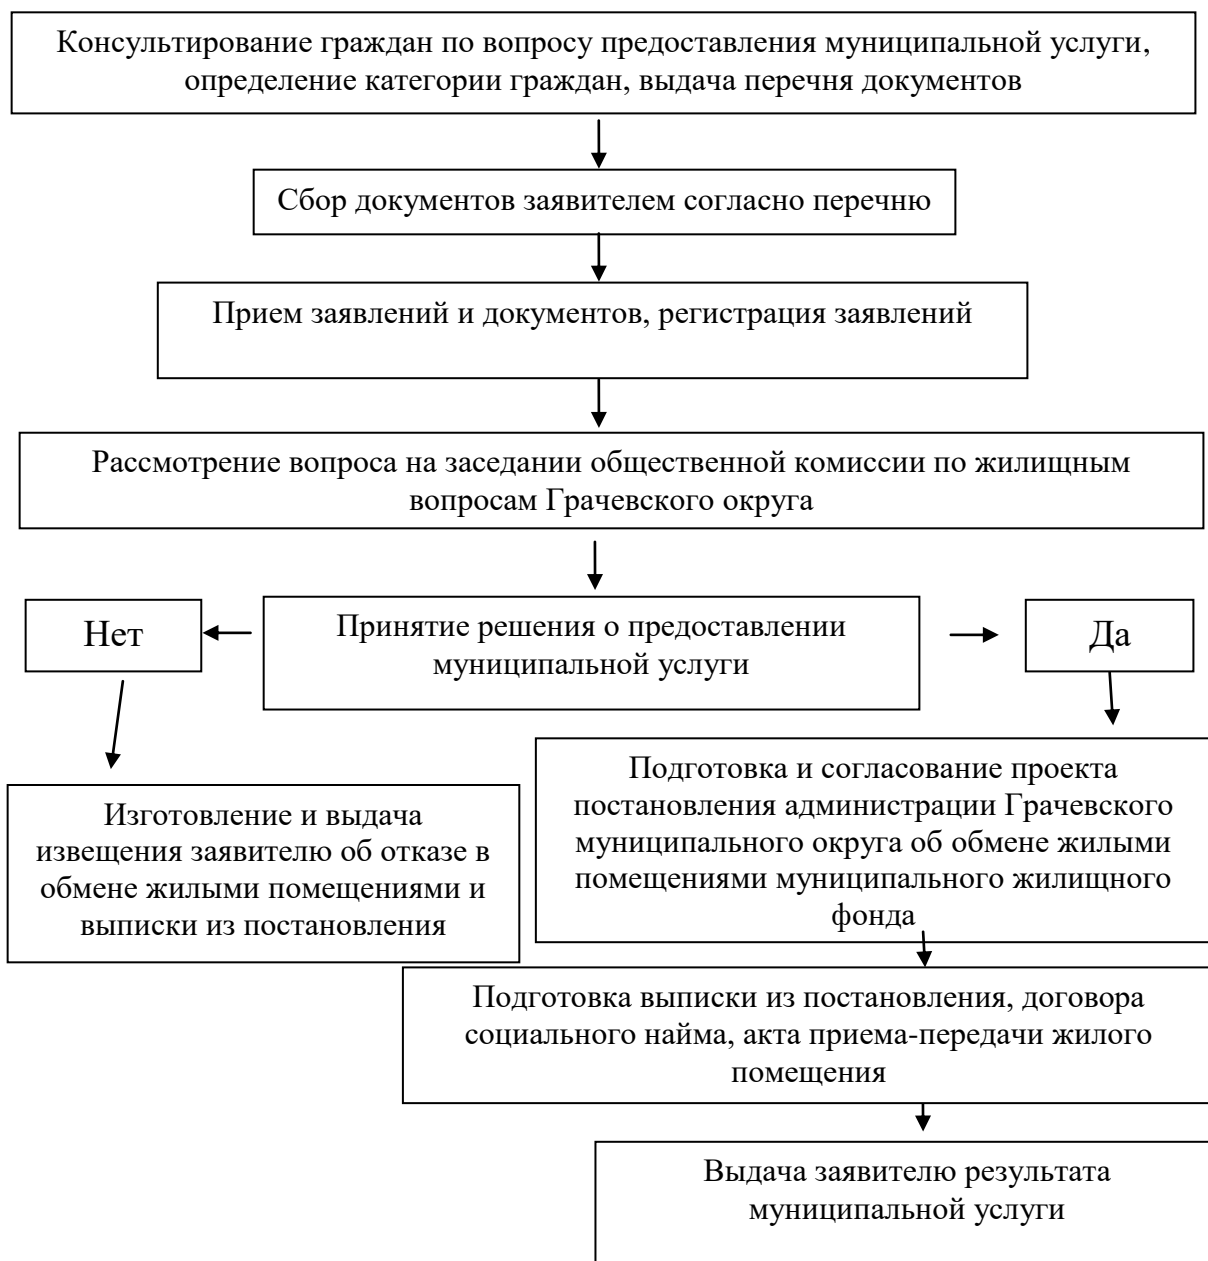 Консультирование граждан по вопросу предоставления муниципальной услуги,
определение категории граждан, выдача перечня документов
Сбор документов заявителем согласно перечню
Прием заявлений и документов, регистрация заявлений
Рассмотрение вопроса на заседании общественной комиссии по жилищным
вопросам Грачевского округа
Нет
Принятие решения о предоставлении
муниципальной услуги
Да
Изготовление и выдача
извещения заявителю об отказе в
обмене жилыми помещениями и
выписки из постановления
Подготовка и согласование проекта
постановления администрации Грачевского
муниципального округа об обмене жилыми
помещениями муниципального жилищного
фонда
Подготовка выписки из постановления, договора
социального найма, акта приема-передачи жилого
помещения
Выдача заявителю результата
муниципальной услуги